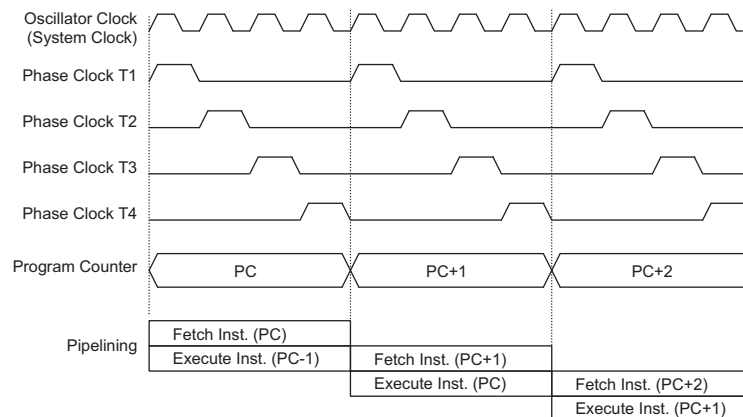 Oscillator Clock
(System Clock)
Phase Clock T1
Phase Clock T2
Phase Clock T3
Phase Clock T4
Program Counter
PC
PC+1
PC+2
Pipelining
Fetch Inst. (PC)
Execute Inst. (PC-1)
Fetch Inst. (PC+1)
Execute Inst. (PC)
Fetch Inst. (PC+2)
Execute Inst. (PC+1)